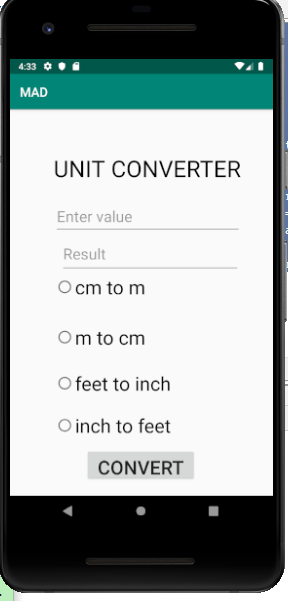 4:33
MAD
UNIT CONVERTER
Enter value
Result
cm to m
m to cm
feet to inch
inch to feet
CONVERT